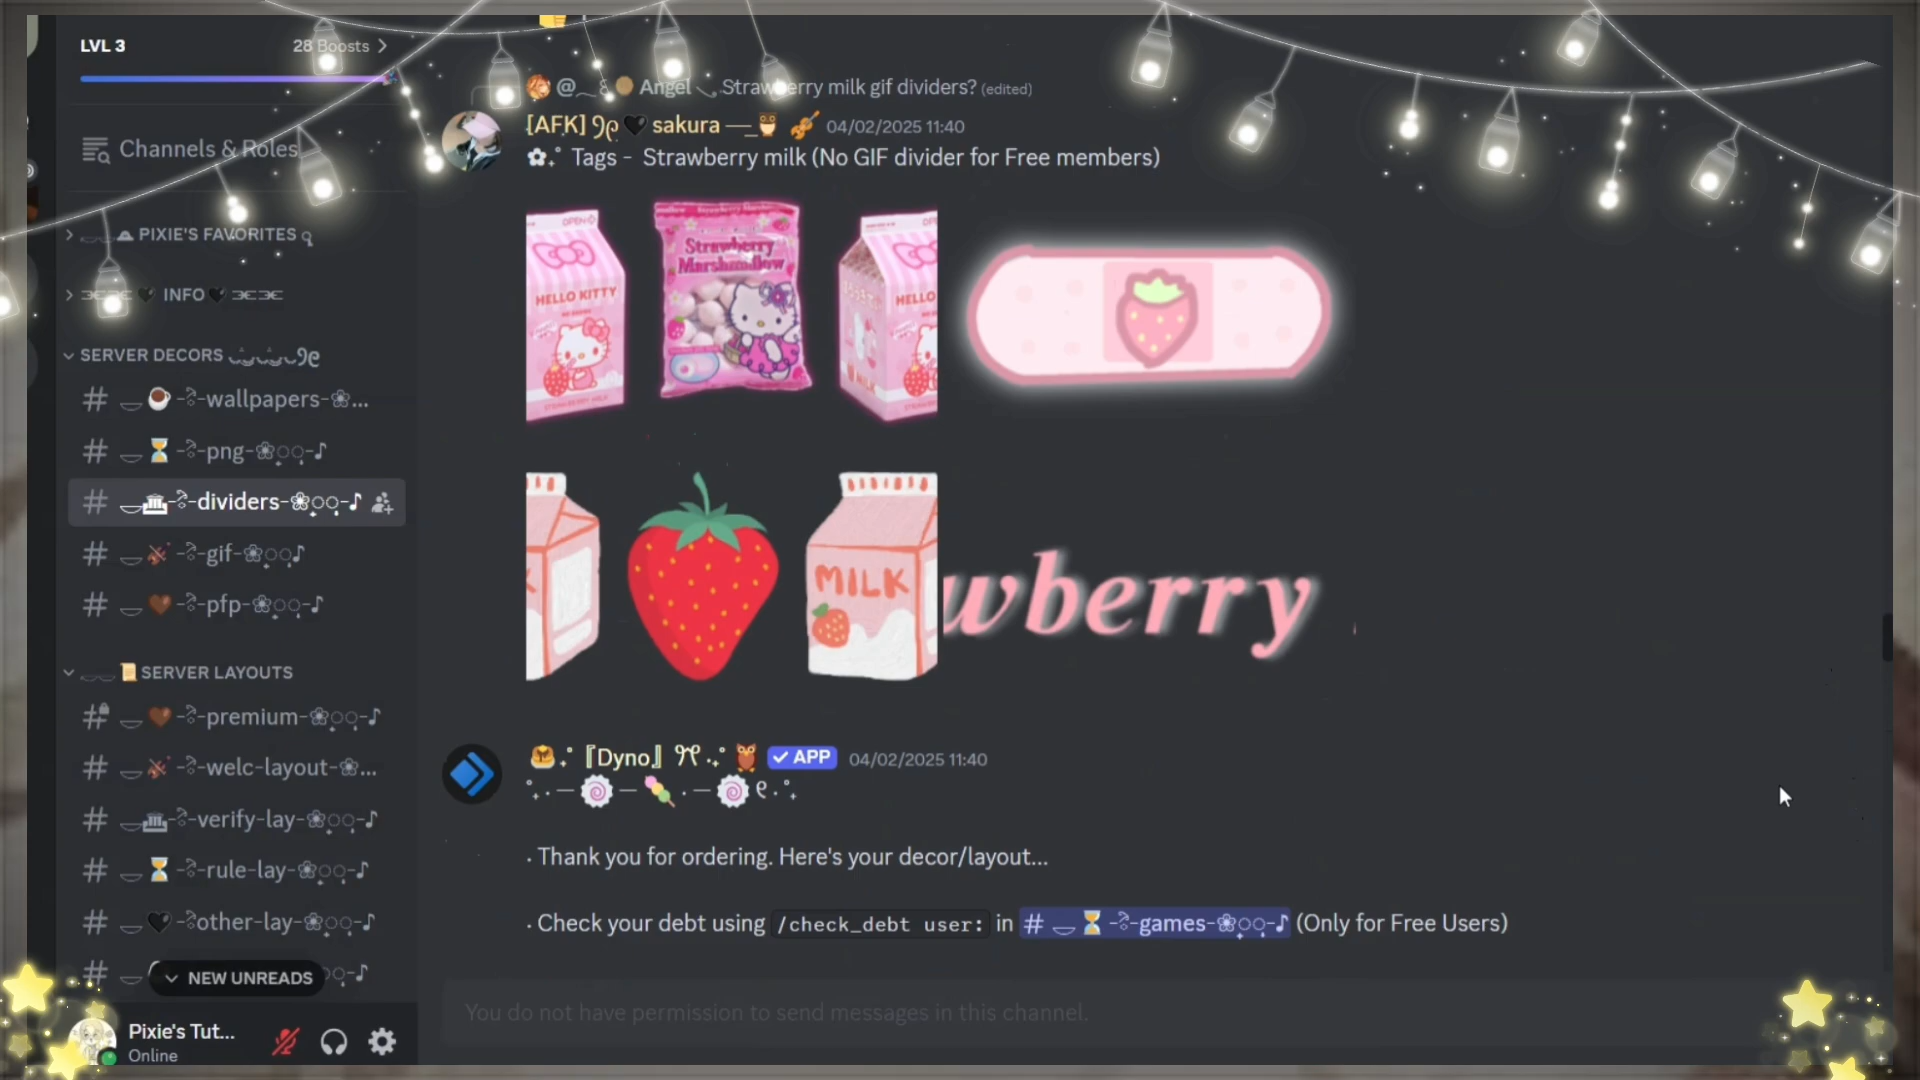 LVL 3
28 Boosts
Channels & Roles
PIXIE'S FAVORITES
INFO
SERVER DECORS
wallpapers-...
png
dividers
gif
pfp
SERVER LAYOUTS
premium
welc-layout-...
verify-lay
rule-lay
other-lay
NEW UNREADS
Pixie's Tut...
Online
@ Angel Strawberry milk gif dividers? (edited)
[AFK] sakura 04/02/2025 11:40
Tags - Strawberry milk (No GIF divider for Free members)
OPEN
HELLO KITTY
STRAWBERRY MILK
Strawberry
Marshmallow
HELLO
MILK
MILK
wberry
『Dyno』 APP 04/02/2025 11:40
· Thank you for ordering. Here's your decor/layout...
· Check your debt using /check_debt user: in # games (Only for Free Users)
You do not have permission to send messages in this channel.